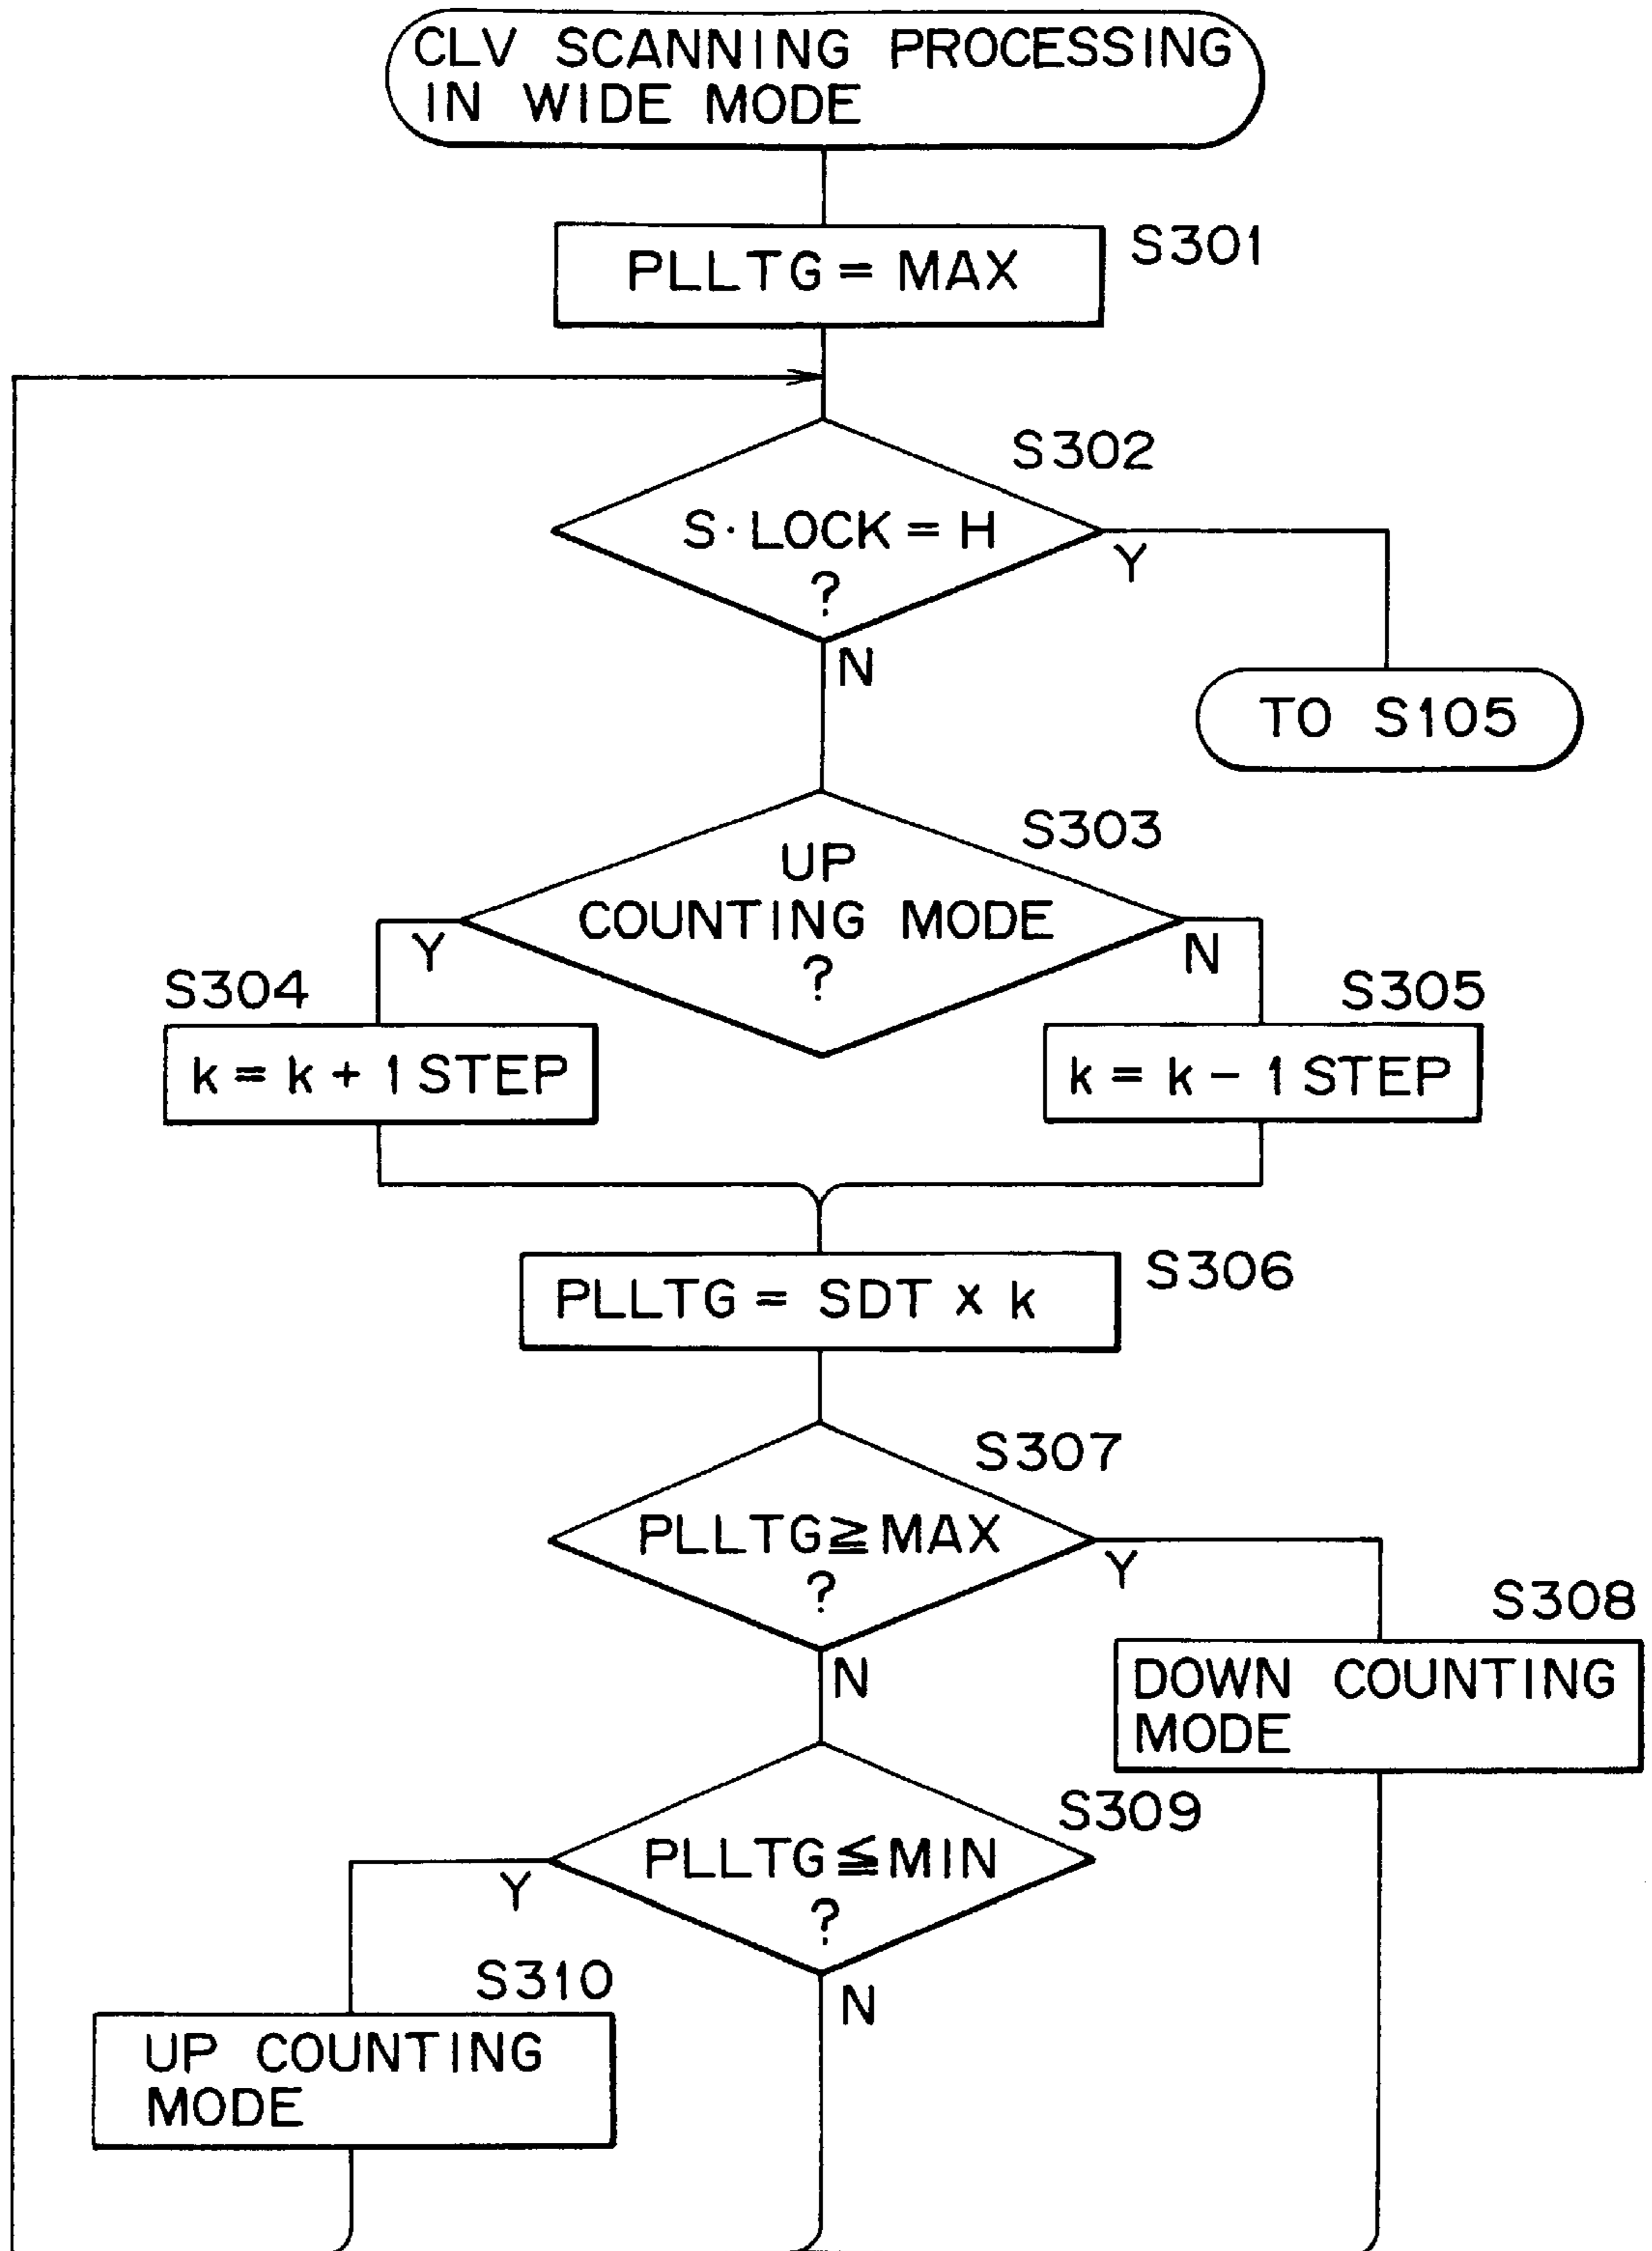 CLV SCANNING PROCESSING
IN WIDE MODE
PLLTG = MAX
S301
S302
S·LOCK = H
?
Y
N
TO S105
S303
UP
COUNTING MODE
?
Y
N
S304
S305
k = k + 1 STEP
k = k - 1 STEP
S306
PLLTG = SDT x k
S307
PLLTG ≧ MAX
?
Y
N
S308
DOWN COUNTING
MODE
S309
PLLTG ≦ MIN
?
Y
N
S310
UP COUNTING
MODE